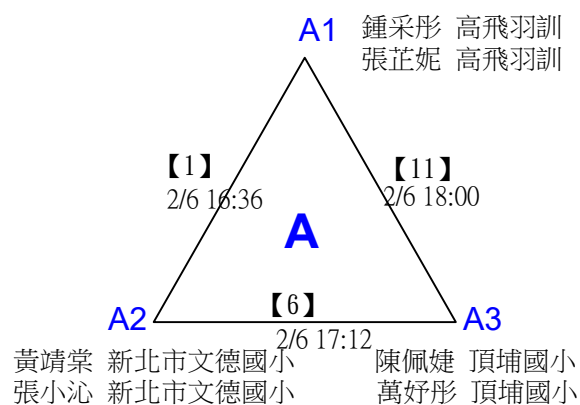 A1 鍾采彤 高飛羽訓
張芷妮 高飛羽訓
【1】 【11】
2/6 16:36 2/6 18:00
A
A2 【6】 A3
2/6 17:12
黃靖棠 新北市文德國小 陳佩婕 頂埔國小
張小沁 新北市文德國小 萬妤彤 頂埔國小